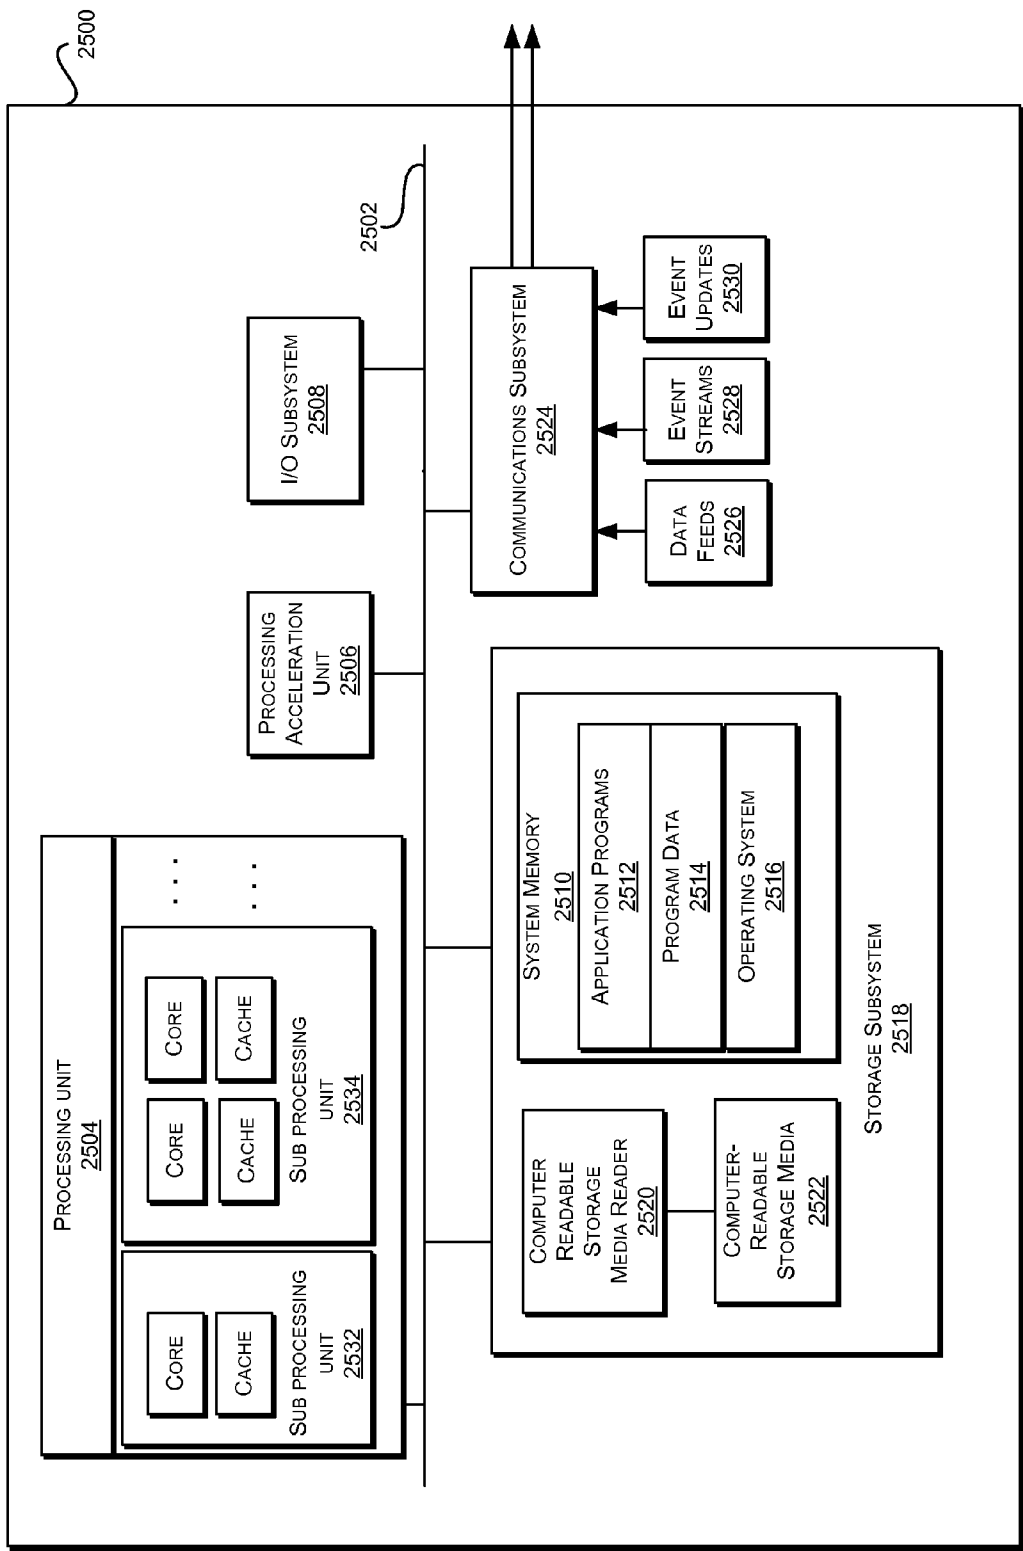 2500
PROCESSING UNIT
2504
CORE
CACHE
SUB PROCESSING
UNIT
2532
CORE
CORE
CACHE
CACHE
SUB PROCESSING
UNIT
2534
. . .
. . .
PROCESSING
ACCELERATION
UNIT
2506
I/O SUBSYSTEM
2508
2502
COMPUTER
READABLE
STORAGE
MEDIA READER
2520
COMPUTER-
READABLE
STORAGE MEDIA
2522
SYSTEM MEMORY
2510
APPLICATION PROGRAMS
2512
PROGRAM DATA
2514
OPERATING SYSTEM
2516
STORAGE SUBSYSTEM
2518
COMMUNICATIONS SUBSYSTEM
2524
DATA
FEEDS
2526
EVENT
STREAMS
2528
EVENT
UPDATES
2530